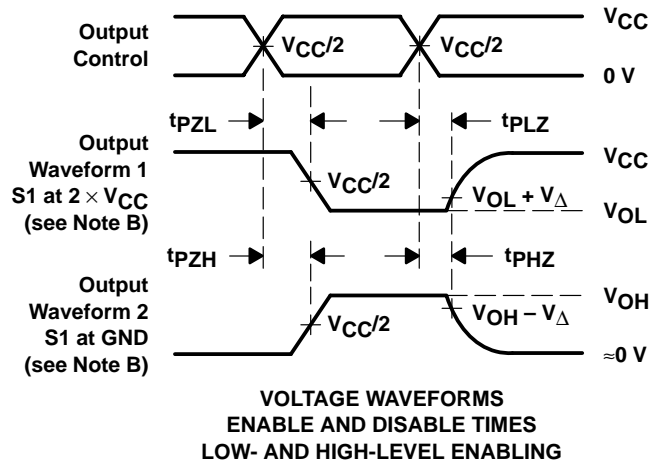 Output
Control
VCC/2
VCC/2
VCC
0 V
tPZL
tPLZ
Output
Waveform 1
S1 at 2 × VCC
(see Note B)
VCC/2
VCC
VOL + VΔ
VOL
tPZH
tPHZ
Output
Waveform 2
S1 at GND
(see Note B)
VCC/2
VOH
VOH − VΔ
≈0 V
VOLTAGE WAVEFORMS
ENABLE AND DISABLE TIMES
LOW- AND HIGH-LEVEL ENABLING